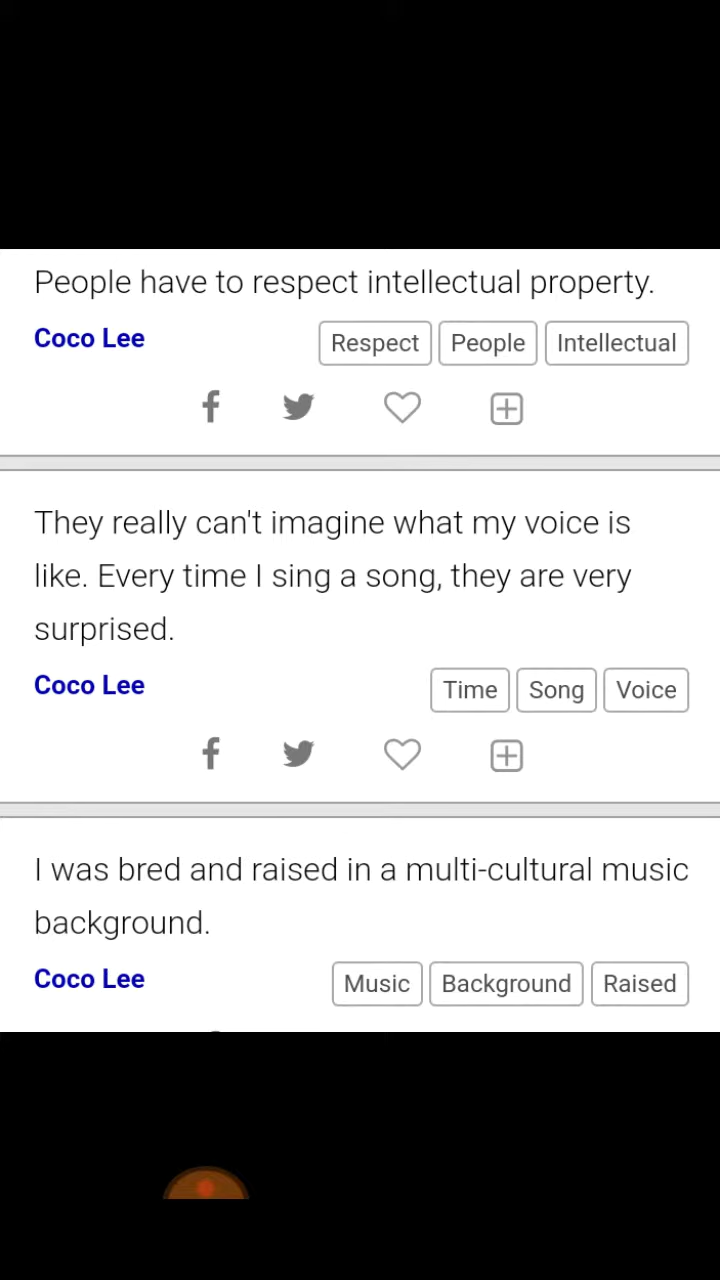 People have to respect intellectual property.
Coco Lee
Respect People Intellectual
They really can't imagine what my voice is
like. Every time I sing a song, they are very
surprised.
Coco Lee
Time Song Voice
I was bred and raised in a multi-cultural music
background.
Coco Lee
Music Background Raised